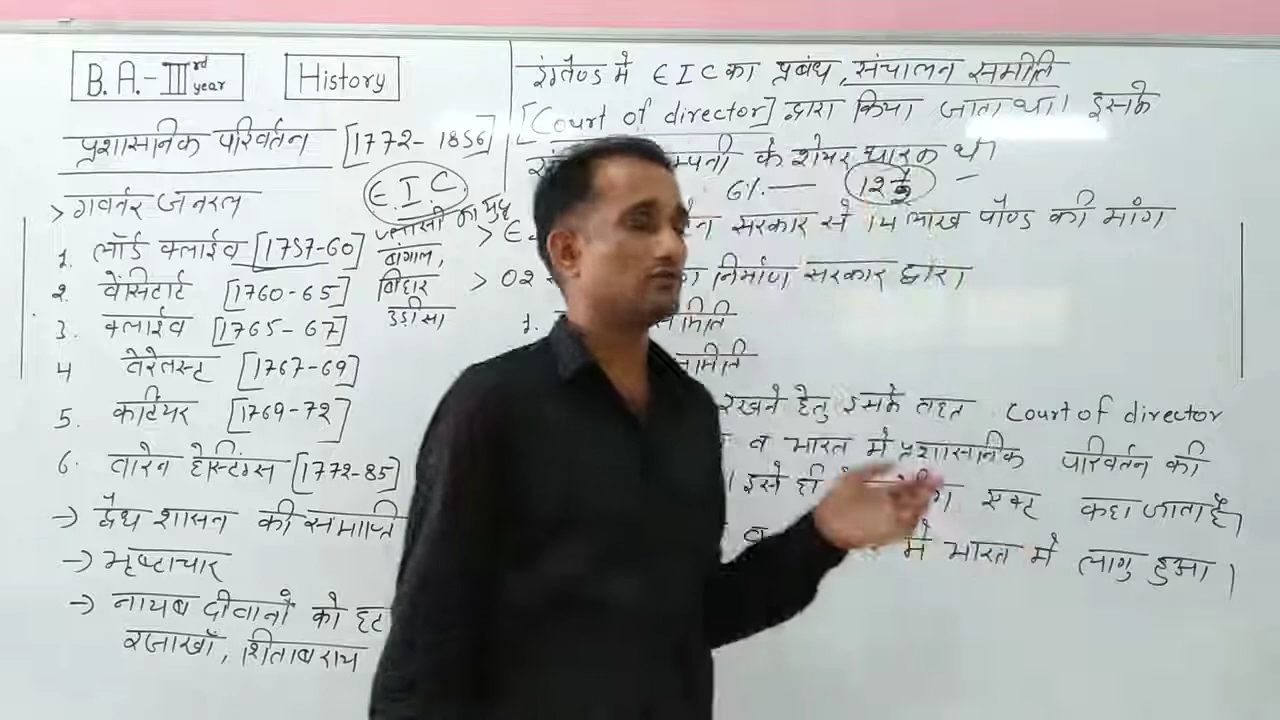 B. A. - III rd year
History
प्रशासनिक परिवर्तन [1772 - 1856]
> गवर्नर जनरल
E.I.C
1. लॉर्ड क्लाईव [1757-60]
2. वेंसिटार्ट [1760-65]
3. क्लाईव [1765-67]
4 वेरेलस्ट [1767-69]
5. कार्टियर [1769-72]
6. वारेन हेस्टिंग्स [1772-85]
-> द्वैध शासन की समाप्ति
-> भृष्टाचार
-> नायब दीवानों को हट
रजाखाँ, शिताबराय
प्लासी का युद्ध
बंगाल,
बिहार
उड़ीसा
इंग्लैण्ड में EIC का प्रबंध, संचालन समीति
[Court of director] द्वारा किया जाता था। इसके
म्पनी के शेयर धारक थे।
6%. — 12
सरकार से 14 लाख पौण्ड की मांग
> 02 का निर्माण सरकार द्वारा
1. समिति
रखने हेतु इसके तहत Court of director
व भारत में प्रशासनिक परिवर्तन की
इसे ही एक्ट कहा जाता है।
व में भारत में लागु हुआ।